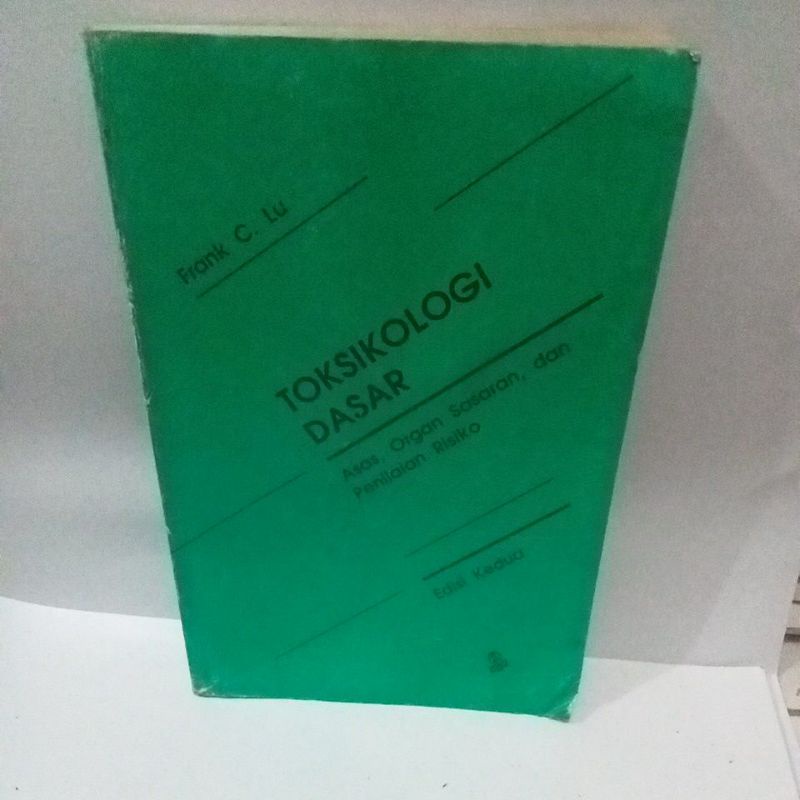 Frank C. Lu
TOKSIKOLOGI
DASAR
Asas, Organ Sasaran, dan
Penilaian Risiko
Edisi Kedua